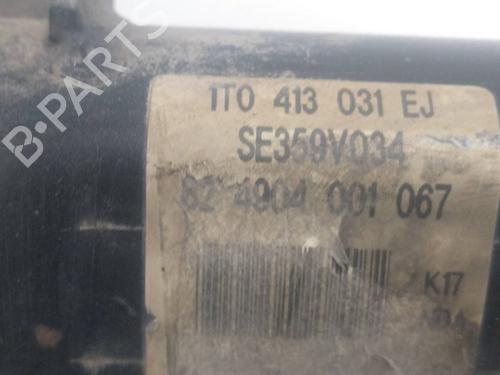 B-PARTS
1T0 413 031 EJ
SE359V034
82 4904 001 067
K17